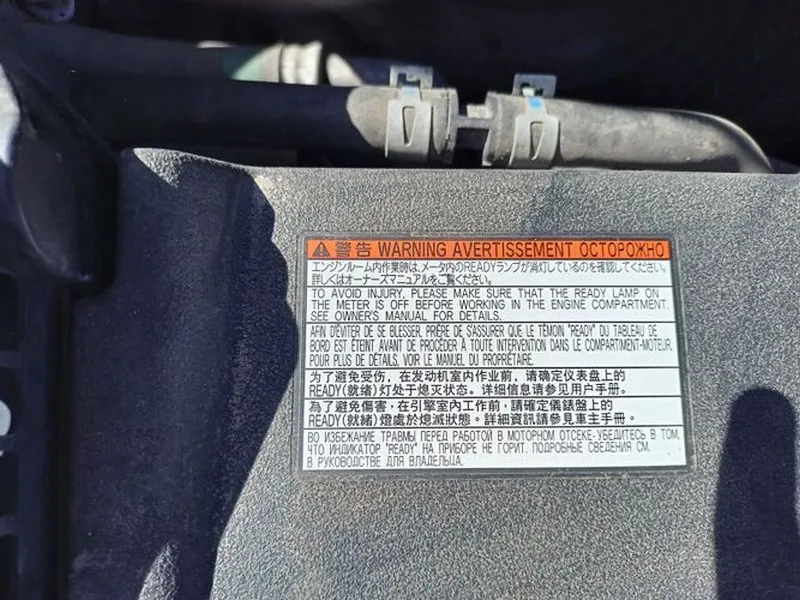 警告 WARNING AVERTISSEMENT ОСТОРОЖНО
エンジンルーム内作業時は、メータ内のREADYランプが消灯しているのを確認してください。
詳しくはオーナーズマニュアルをご覧ください。
TO AVOID INJURY, PLEASE MAKE SURE THAT THE READY LAMP ON
THE METER IS OFF BEFORE WORKING IN THE ENGINE COMPARTMENT.
SEE OWNER'S MANUAL FOR DETAILS.
AFIN D'ÉVITER DE SE BLESSER, PRIÈRE DE S'ASSURER QUE LE TÉMOIN "READY" DU TABLEAU DE
BORD EST ÉTEINT AVANT DE PROCÉDER À TOUTE INTERVENTION DANS LE COMPARTIMENT-MOTEUR.
POUR PLUS DE DÉTAILS, VOIR LE MANUEL DU PROPRIÉTAIRE.
为了避免受伤，在发动机室内作业前，请确定仪表盘上的
READY(就绪)灯处于熄灭状态。详细信息请参见用户手册.
為了避免傷害，在引擎室內工作前，請確定儀錶盤上的
READY(就緒)燈處於熄滅狀態。詳細資訊請參見車主手冊。
ВО ИЗБЕЖАНИЕ ТРАВМЫ ПЕРЕД РАБОТОЙ В МОТОРНОМ ОТСЕКЕ-УБЕДИТЕСЬ В ТОМ,
ЧТО ИНДИКАТОР "READY" НА ПРИБОРЕ НЕ ГОРИТ. ПОДРОБНЫЕ СВЕДЕНИЯ СМ.
В РУКОВОДСТВЕ ДЛЯ ВЛАДЕЛЬЦА.